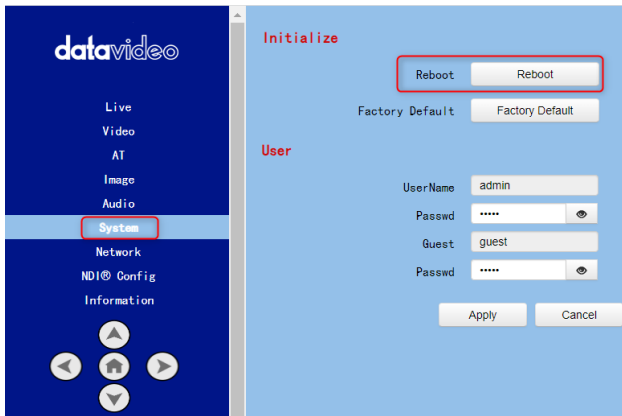 datavideo
Live
Video
AT
Image
Audio
System
Network
NDI® Config
Information
Initialize
Reboot Reboot
Factory Default Factory Default
User
UserName admin
Passwd •••••
Guest guest
Passwd •••••
Apply Cancel